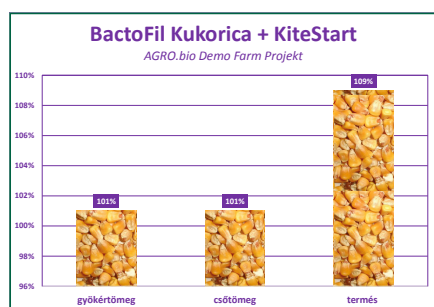 BactoFil Kukorica + KiteStart
AGRO.bio Demo Farm Projekt
110%
108%
106%
104%
102%
100%
98%
96%
101%
101%
109%
gyökértömeg
csőtömeg
termés